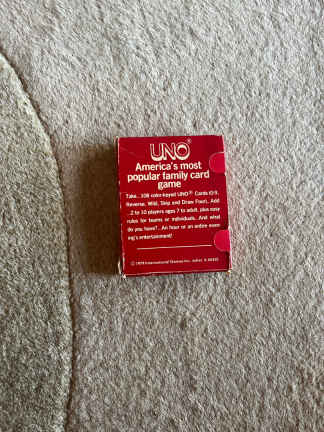 UNO®
America's most
popular family card
game
Take...108 color-keyed UNO® Cards (0-9,
Reverse, Wild, Skip and Draw Four)...Add
...2 to 10 players ages 7 to adult, plus easy
rules for teams or individuals...And what
do you have?...An hour or an entire even-
ing's entertainment!
© 1978 International Games Inc. Joliet, IL 60435